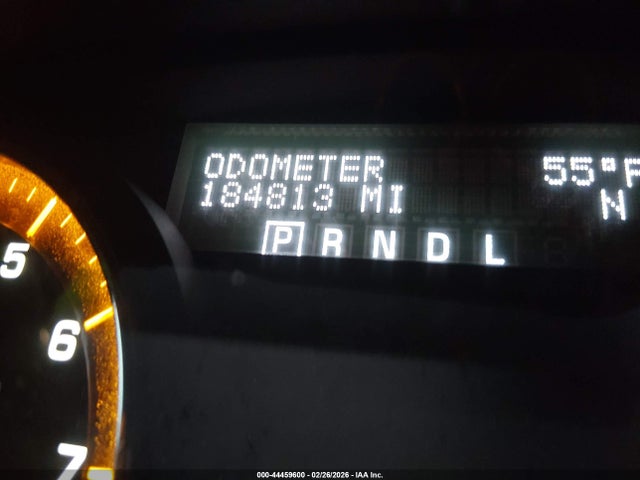 ODOMETER 55°F
184813 MI N
P R N D L
5
6
7
000-44459600 - 02/26/2026 - IAA Inc.